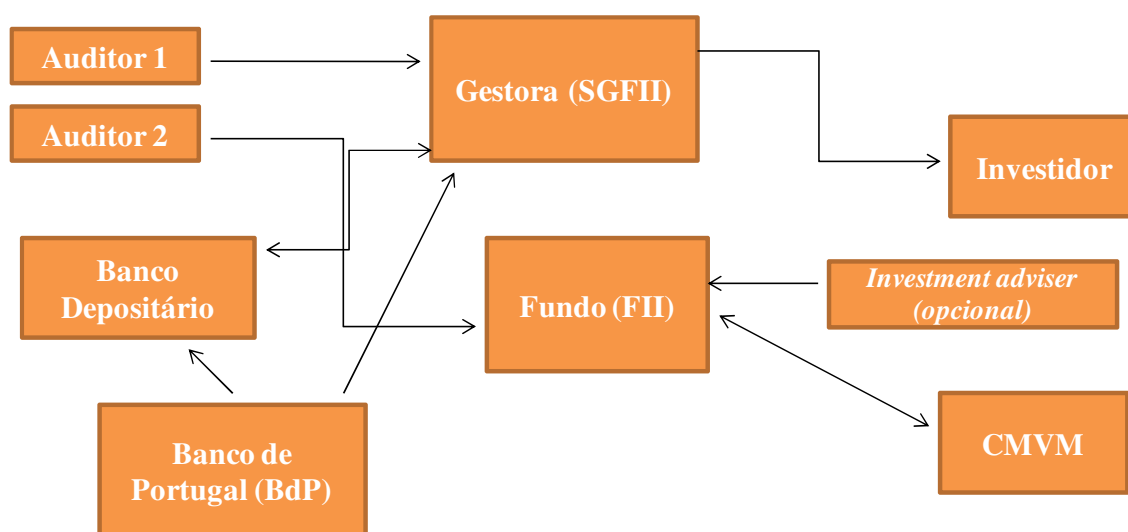 Auditor 1
Auditor 2
Gestora (SGFII)
Investidor
Banco
Depositário
Fundo (FII)
Investment adviser
(opcional)
Banco de
Portugal (BdP)
CMVM